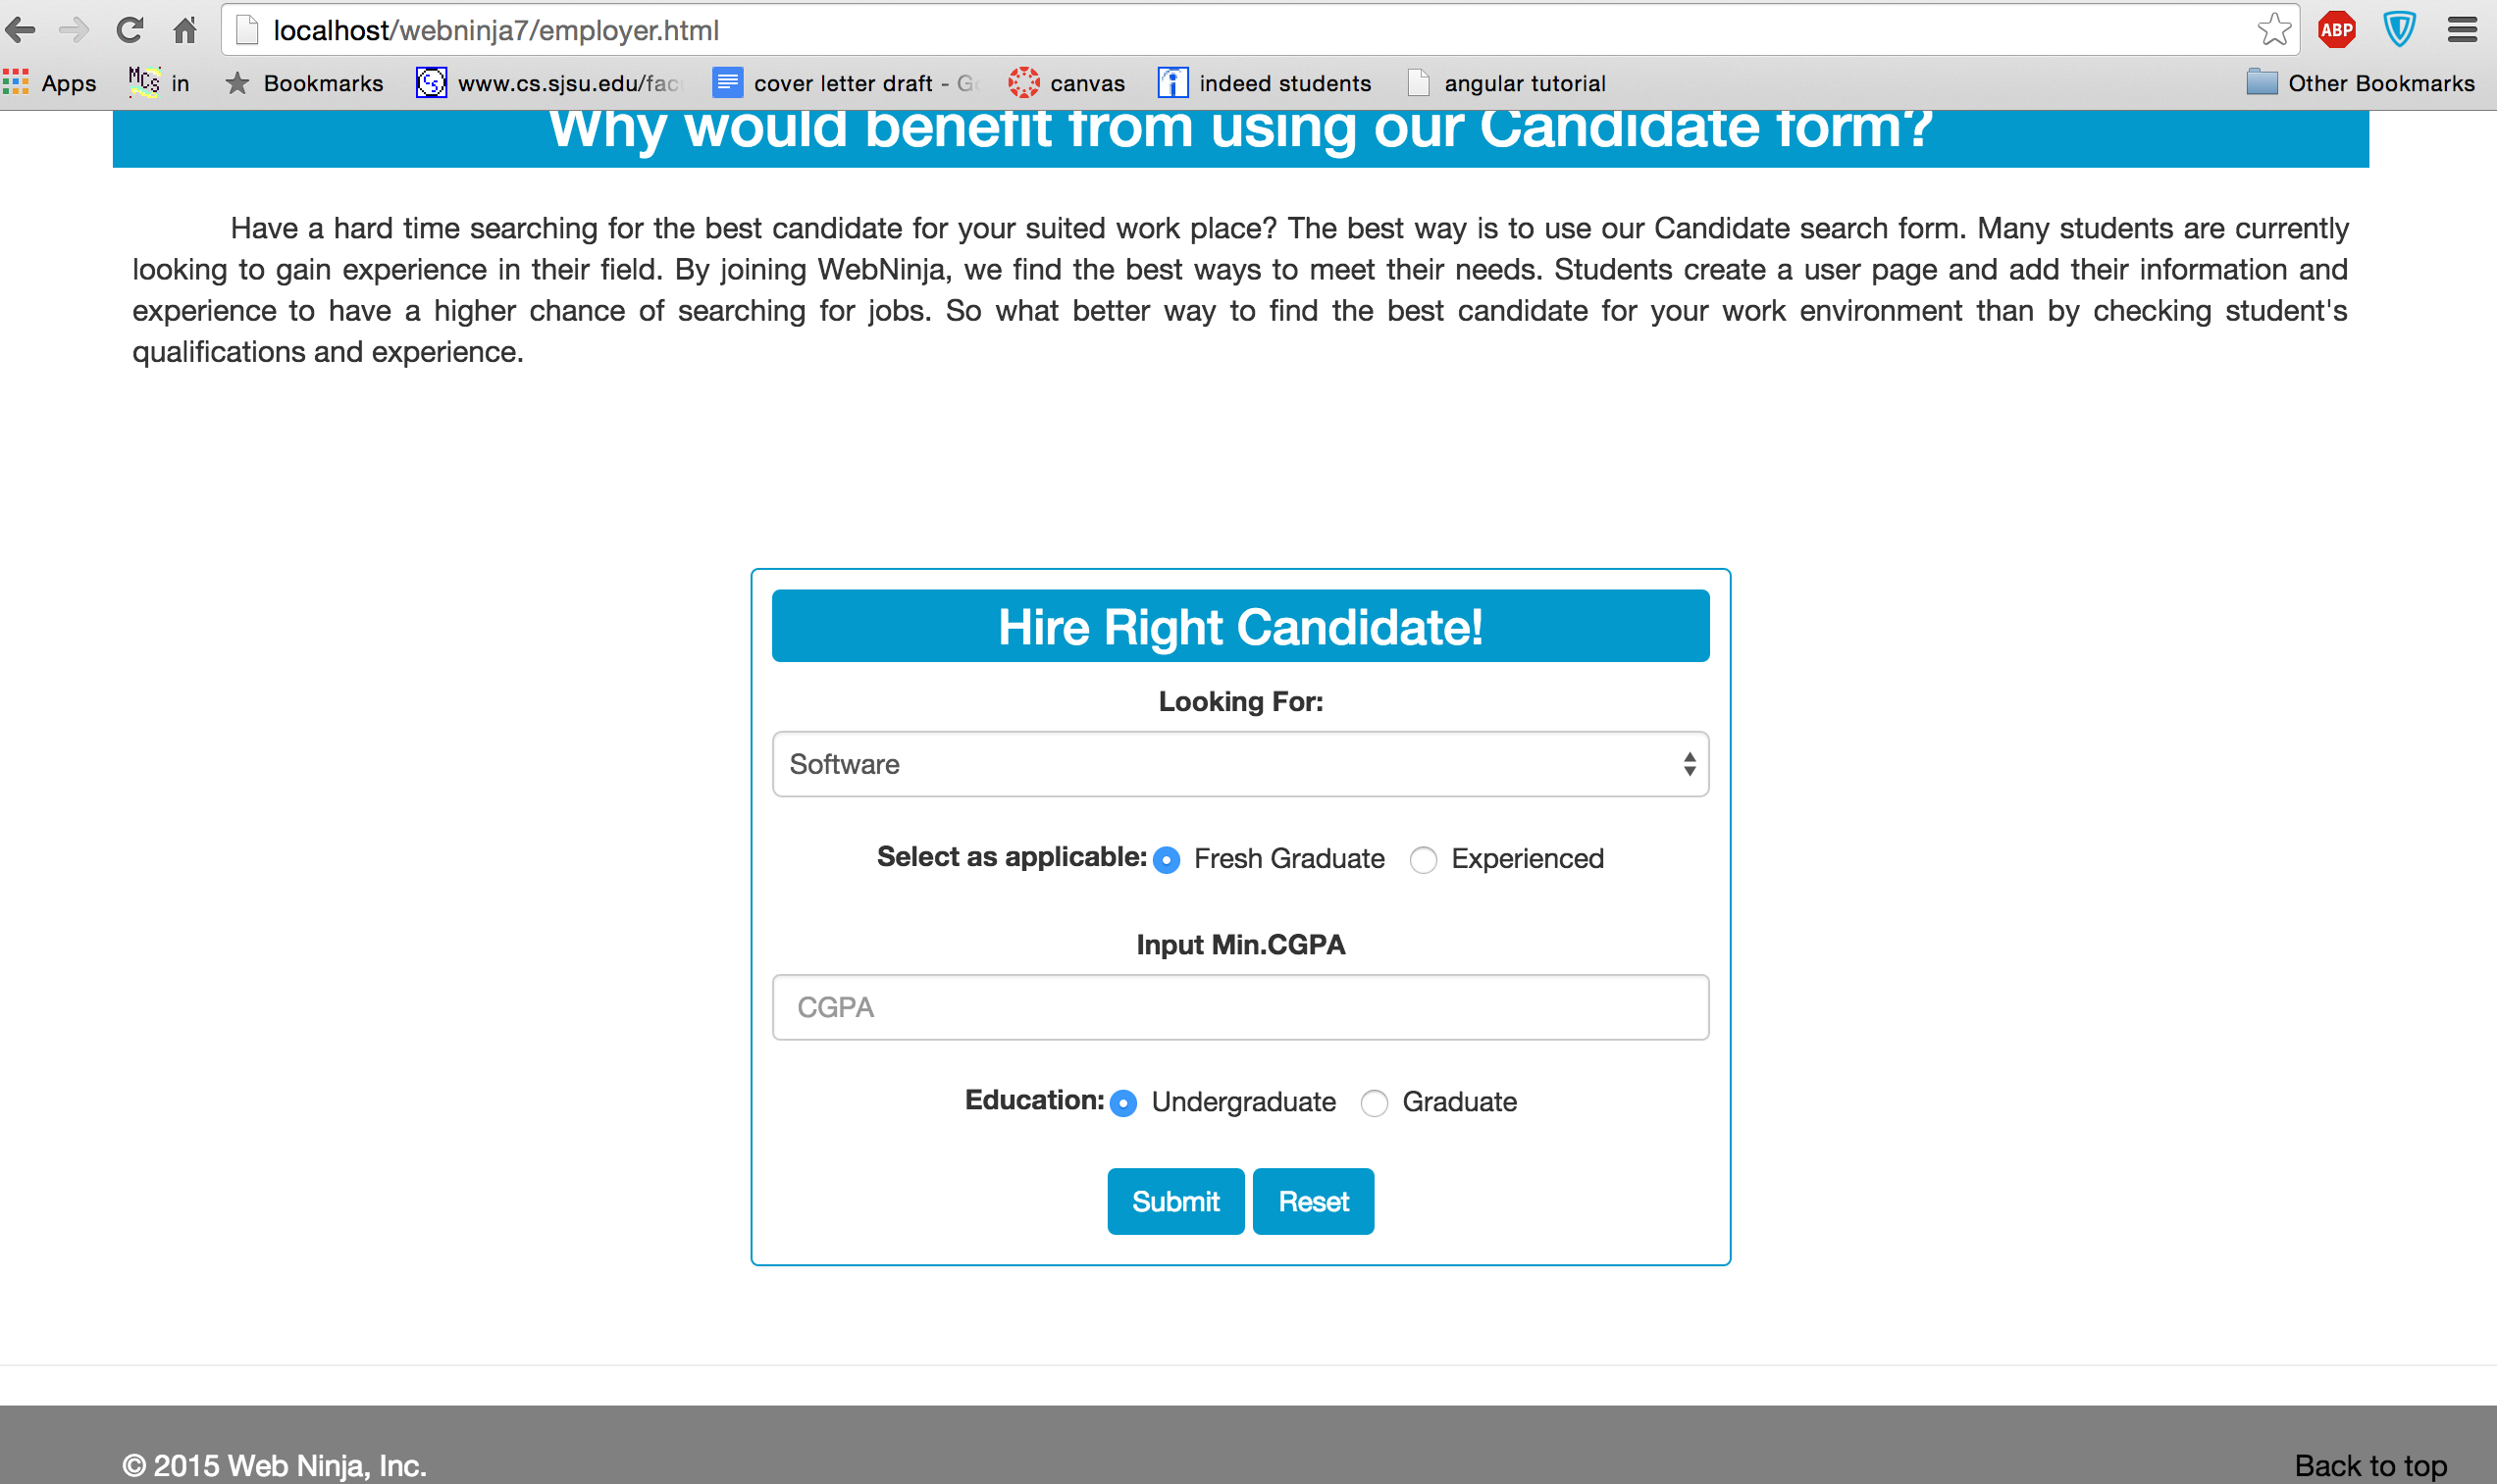 localhost/webninja7/employer.html
ABP
Apps
in
Bookmarks
www.cs.sjsu.edu/fac
cover letter draft - Go
canvas
indeed students
angular tutorial
Other Bookmarks
Why would benefit from using our Candidate form?
Have a hard time searching for the best candidate for your suited work place? The best way is to use our Candidate search form. Many students are currently
looking to gain experience in their field. By joining WebNinja, we find the best ways to meet their needs. Students create a user page and add their information and
experience to have a higher chance of searching for jobs. So what better way to find the best candidate for your work environment than by checking student's
qualifications and experience.
Hire Right Candidate!
Looking For:
Software
Select as applicable: Fresh Graduate Experienced
Input Min.CGPA
CGPA
Education: Undergraduate Graduate
Submit Reset
© 2015 Web Ninja, Inc.
Back to top